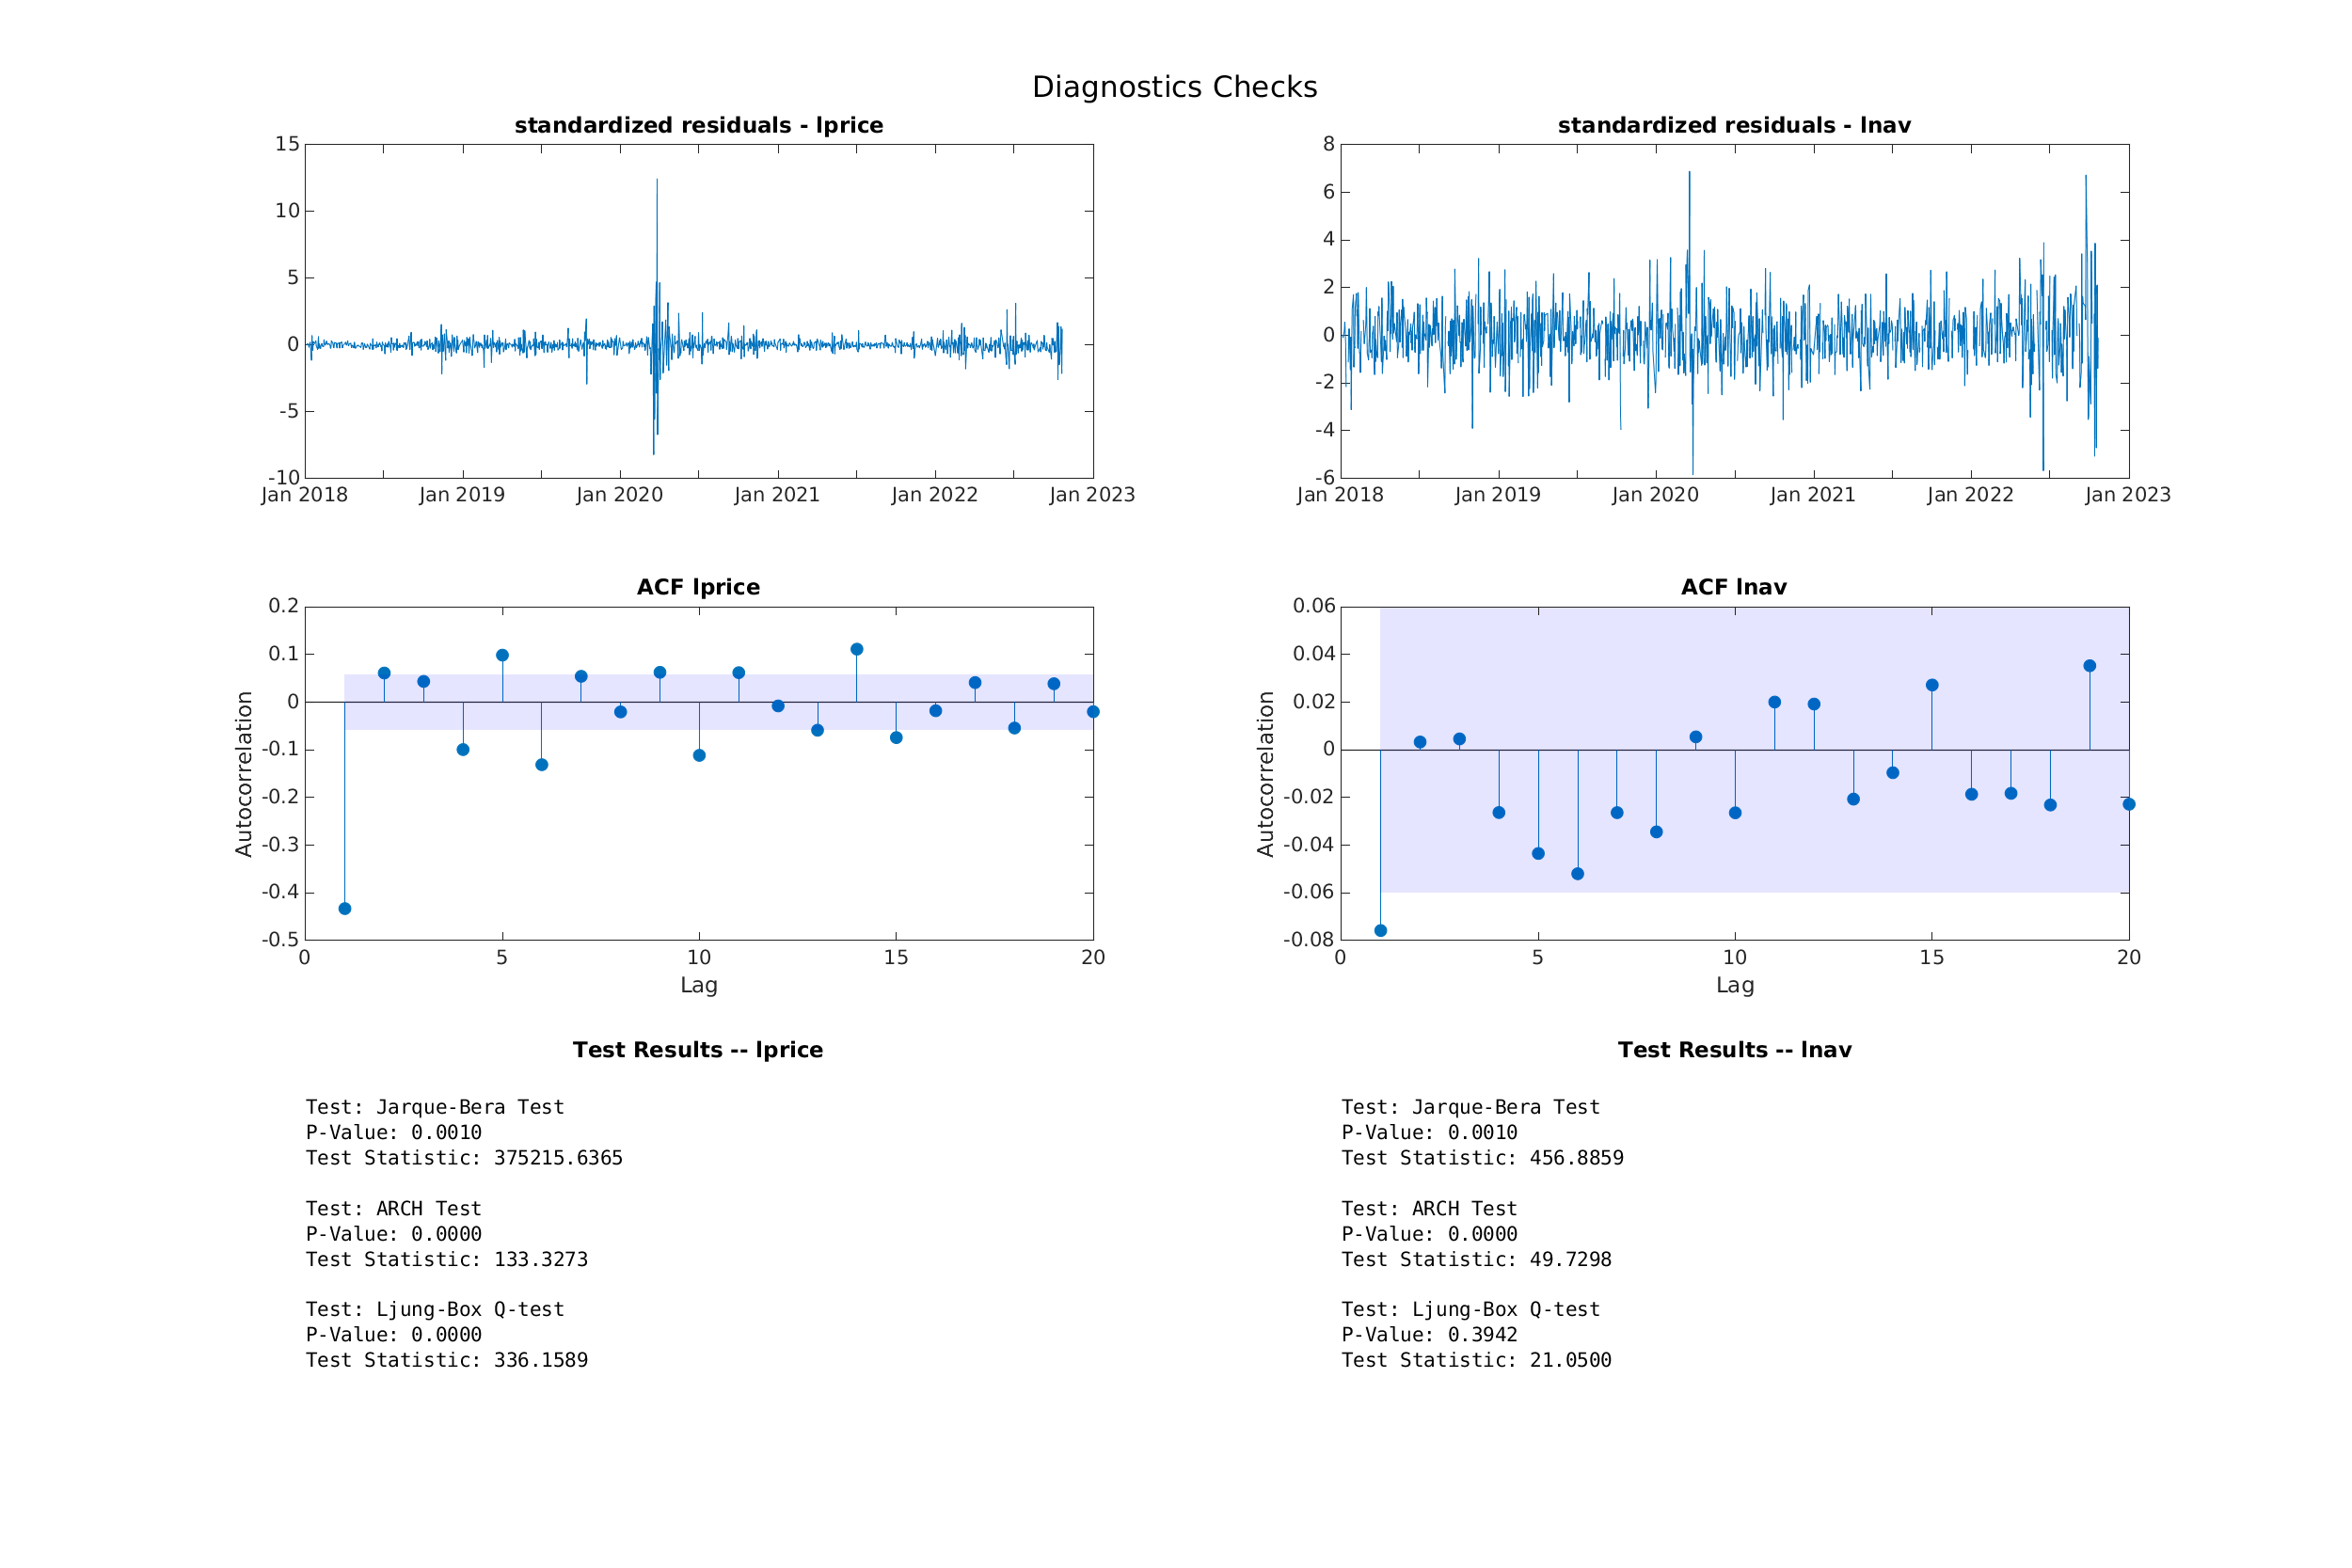 Diagnostics Checks
standardized residuals - lprice
15
10
5
0
-5
-10
Jan 2018 Jan 2019 Jan 2020 Jan 2021 Jan 2022 Jan 2023
standardized residuals - lnav
8
6
4
2
0
-2
-4
-6
Jan 2018 Jan 2019 Jan 2020 Jan 2021 Jan 2022 Jan 2023
ACF lprice
Autocorrelation
0.2
0.1
0
-0.1
-0.2
-0.3
-0.4
-0.5
0 5 10 15 20
Lag
ACF lnav
Autocorrelation
0.06
0.04
0.02
0
-0.02
-0.04
-0.06
-0.08
0 5 10 15 20
Lag
Test Results -- lprice
Test: Jarque-Bera Test
P-Value: 0.0010
Test Statistic: 375215.6365
Test: ARCH Test
P-Value: 0.0000
Test Statistic: 133.3273
Test: Ljung-Box Q-test
P-Value: 0.0000
Test Statistic: 336.1589
Test Results -- lnav
Test: Jarque-Bera Test
P-Value: 0.0010
Test Statistic: 456.8859
Test: ARCH Test
P-Value: 0.0000
Test Statistic: 49.7298
Test: Ljung-Box Q-test
P-Value: 0.3942
Test Statistic: 21.0500